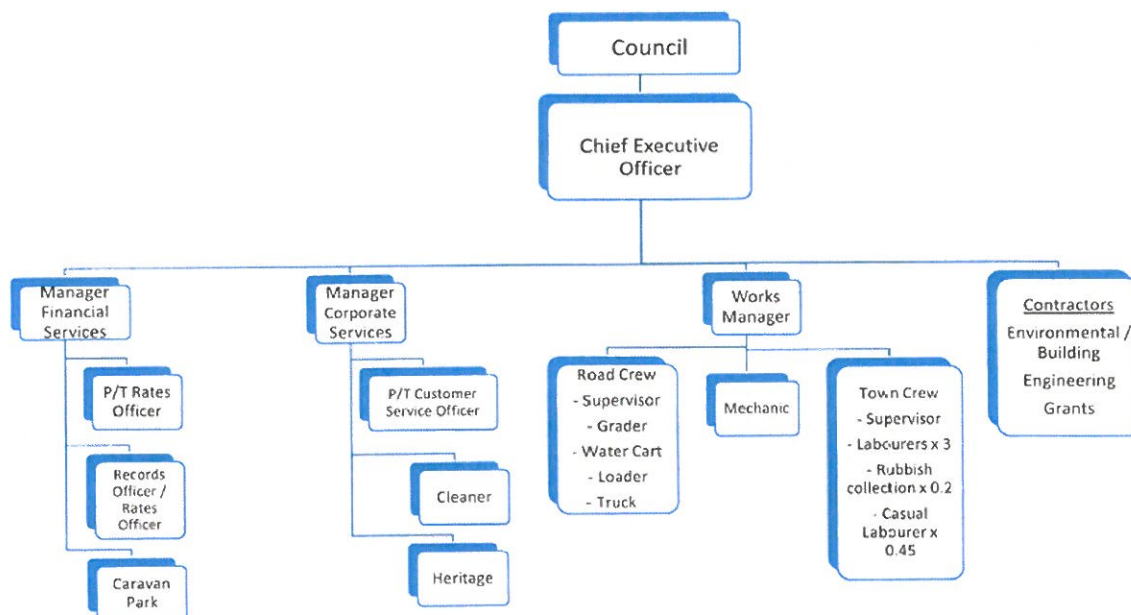 Council
Chief Executive
Officer
Manager
Financial
Services
P/T Rates
Officer
Records
Officer /
Rates
Officer
Caravan
Park
Manager
Corporate
Services
P/T Customer
Service Officer
Cleaner
Heritage
Works
Manager
Road Crew
- Supervisor
- Grader
- Water Cart
- Loader
- Truck
Mechanic
Town Crew
- Supervisor
- Labourers x 3
- Rubbish
collection x 0.2
- Casual
Labourer x
0.45
Contractors
Environmental /
Building
Engineering
Grants